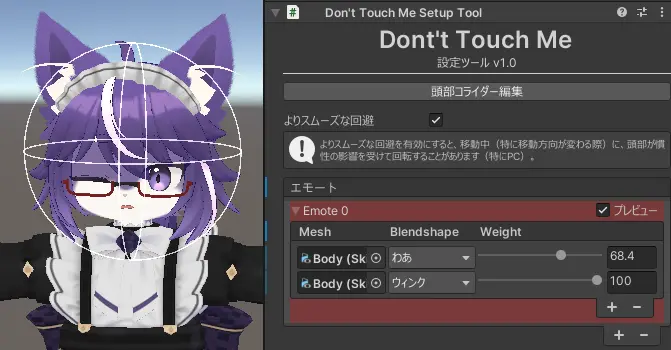 Don't Touch Me Setup Tool
Dont't Touch Me
設定ツール v1.0
頭部コライダー編集
よりスムーズな回避
よりスムーズな回避を有効にすると、移動中（特に移動方向が変わる際）に、頭部が慣
性の影響を受けて回転することがあります（特にPC）。
エモート
Emote 0
プレビュー
Mesh Blendshape Weight
Body (Sk わあ 68.4
Body (Sk ウィンク 100